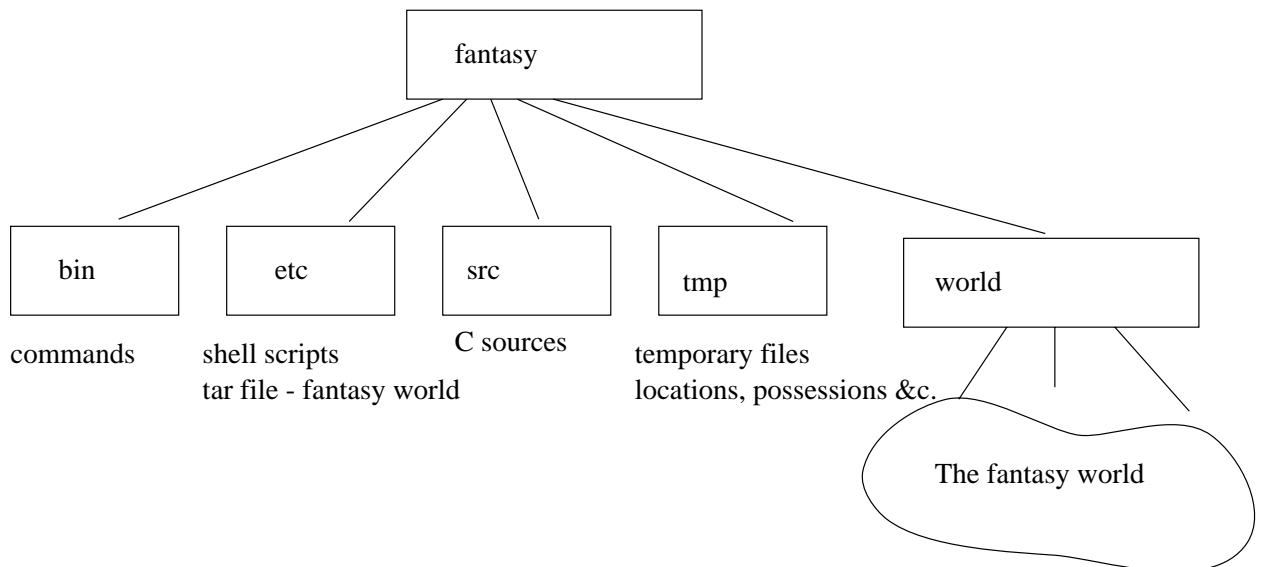 fantasy
bin
etc
src
tmp
world
commands
shell scripts
tar file - fantasy world
C sources
temporary files
locations, possessions &c.
The fantasy world